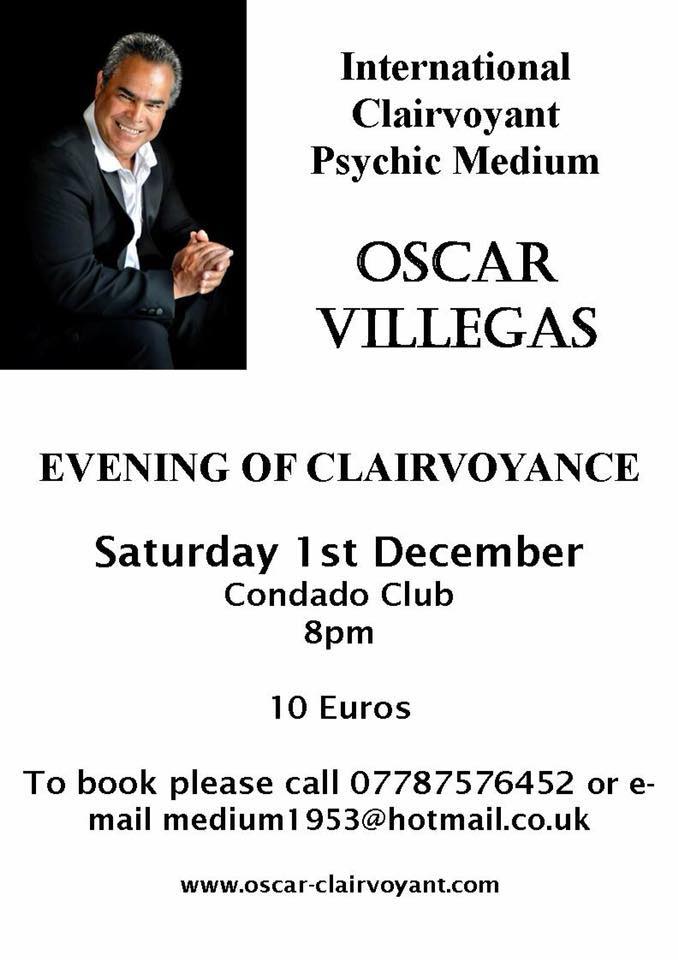 International
Clairvoyant
Psychic Medium
OSCAR
VILLEGAS
EVENING OF CLAIRVOYANCE
Saturday 1st December
Condado Club
8pm
10 Euros
To book please call 07787576452 or e-
mail medium1953@hotmail.co.uk
www.oscar-clairvoyant.com